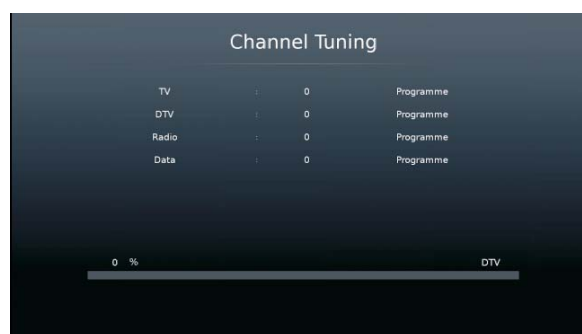 Channel Tuning
TV : 0 Programme
DTV : 0 Programme
Radio : 0 Programme
Data : 0 Programme
0 % DTV